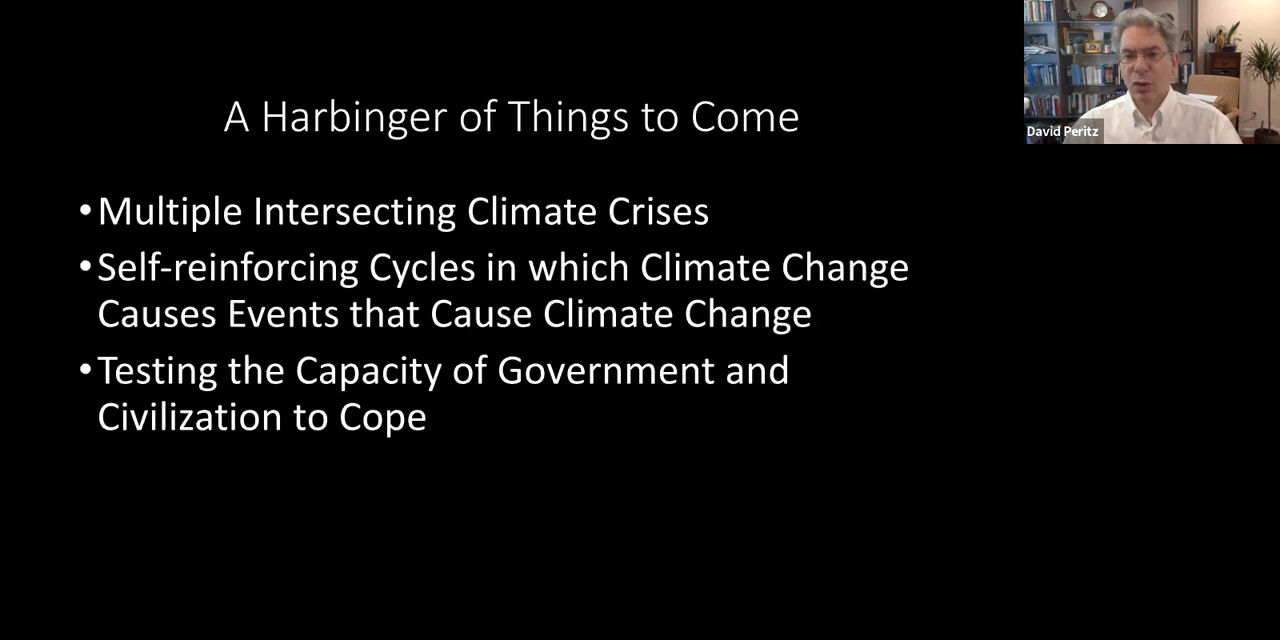 A Harbinger of Things to Come
•Multiple Intersecting Climate Crises
•Self-reinforcing Cycles in which Climate Change
Causes Events that Cause Climate Change
•Testing the Capacity of Government and
Civilization to Cope
David Peritz